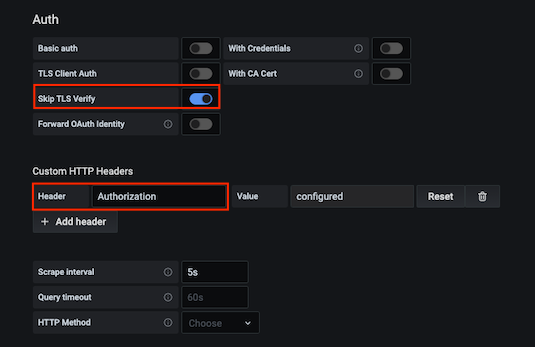 Auth
Basic auth With Credentials
TLS Client Auth With CA Cert
Skip TLS Verify
Forward OAuth Identity
Custom HTTP Headers
Header Authorization Value configured Reset
+ Add header
Scrape interval 5s
Query timeout 60s
HTTP Method Choose